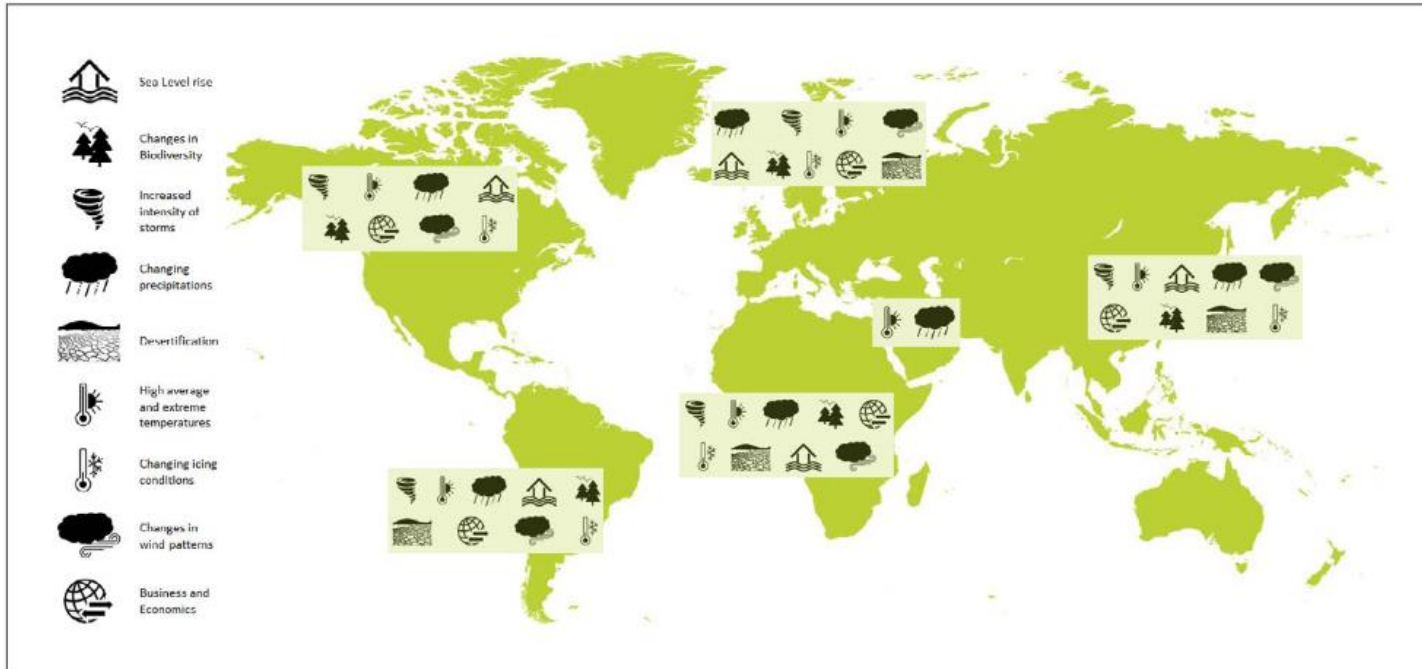 Sea Level rise
Changes in
Biodiversity
Increased
intensity of
storms
Changing
precipitations
Desertification
High average
and extreme
temperatures
Changing icing
conditions
Changes in
wind patterns
Business and
Economics